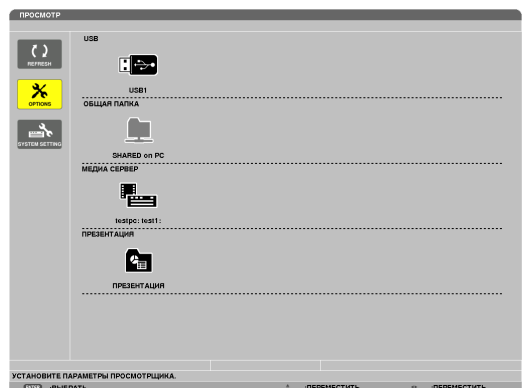 ПРОСМОТР
USB
REFRESH
USB1
OPTIONS
ОБЩАЯ ПАПКА
SYSTEM SETTING
SHARED on PC
МЕДИА СЕРВЕР
testpc: test1:
ПРЕЗЕНТАЦИЯ
ПРЕЗЕНТАЦИЯ
УСТАНОВИТЕ ПАРАМЕТРЫ ПРОСМОТРЩИКА.
ENTER :ВЫБРАТЬ :ПЕРЕМЕСТИТЬ :ПЕРЕМЕСТИТЬ